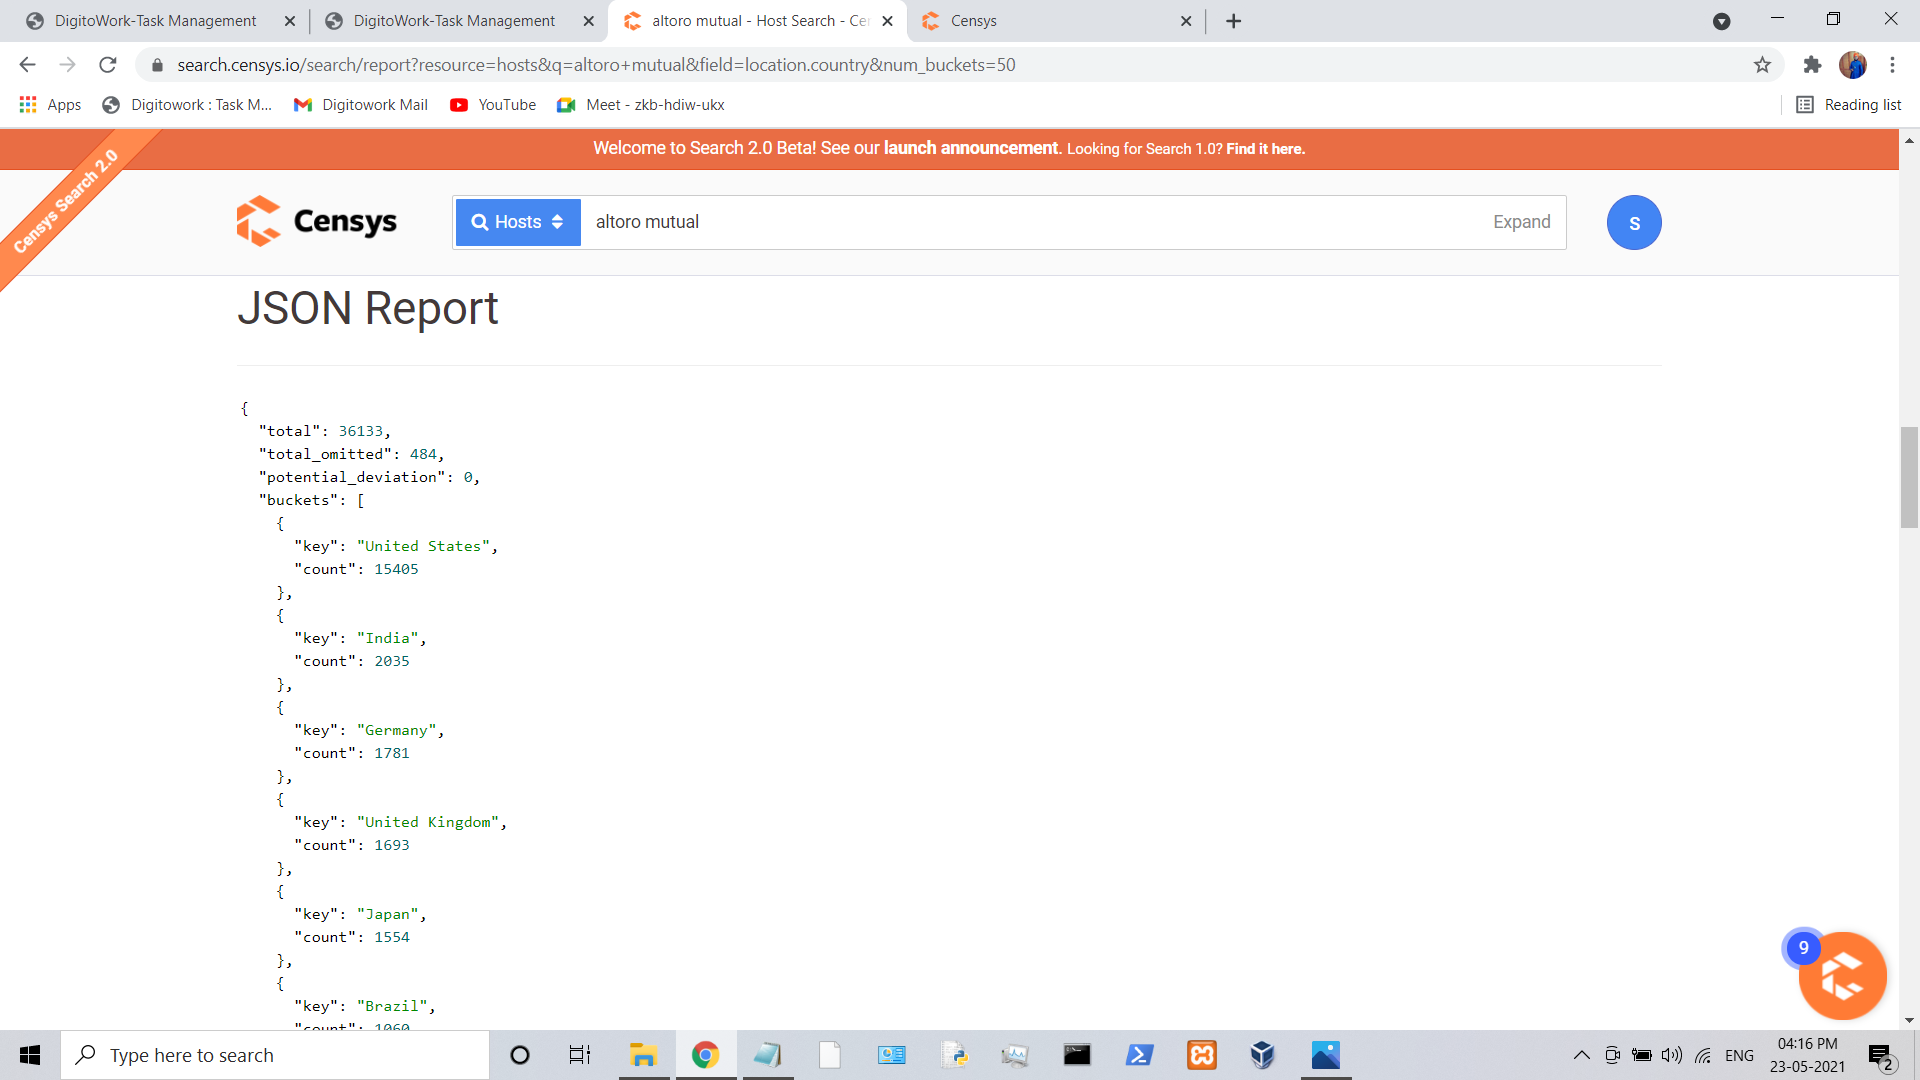 DigitoWork-Task Management
DigitoWork-Task Management
altoro mutual - Host Search - Ce
Censys
search.censys.io/search/report?resource=hosts&q=altoro+mutual&field=location.country&num_buckets=50
Apps
Digitowork : Task M...
Digitowork Mail
YouTube
Meet - zkb-hdiw-ukx
Reading list
Welcome to Search 2.0 Beta! See our launch announcement. Looking for Search 1.0? Find it here.
Censys Search 2.0
Censys
Hosts
altoro mutual
Expand
S
JSON Report
{
"total": 36133,
"total_omitted": 484,
"potential_deviation": 0,
"buckets": [
{
"key": "United States",
"count": 15405
},
{
"key": "India",
"count": 2035
},
{
"key": "Germany",
"count": 1781
},
{
"key": "United Kingdom",
"count": 1693
},
{
"key": "Japan",
"count": 1554
},
{
"key": "Brazil",
"count": 1060
9
Type here to search
ENG
04:16 PM
23-05-2021
2